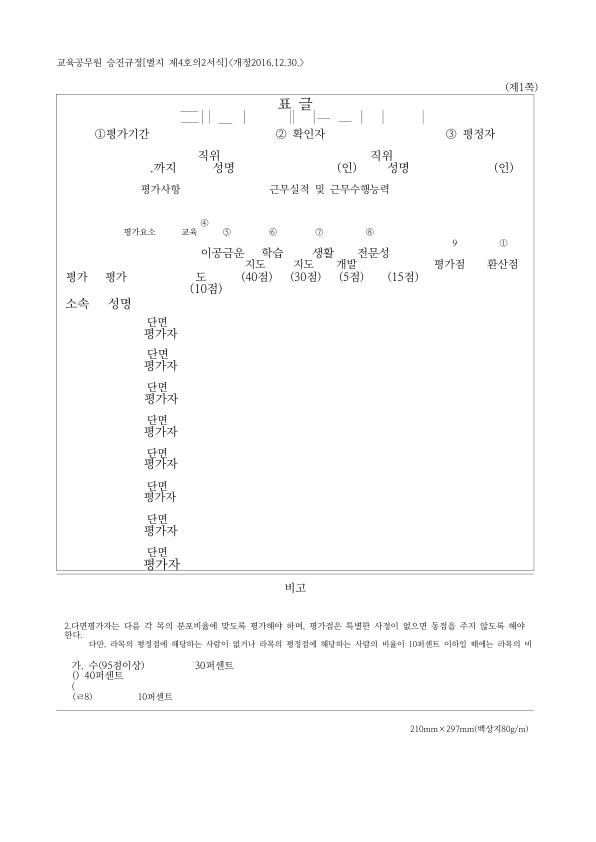 교육공무원 승진규정[별지 제4호의2서식]<개정2016.12.30.>
(제1쪽)
표 글
①평가기간 ② 확인자 ③ 평정자
직위 직위
.까지 성명 (인) 성명 (인)
평가사항 근무실적 및 근무수행능력
④
평가요소 교육 ⑤ ⑥ ⑦ ⑧
9 ①
이공금운 학습 생활 전문성
지도 지도 개발 평가점 환산점
평가 평가 도 (40점) (30점) (5점) (15점)
(10점)
소속 성명
단면
평가자
단면
평가자
단면
평가자
단면
평가자
단면
평가자
단면
평가자
단면
평가자
단면
평가자
비고
2.다면평가자는 다음 각 목의 분포비율에 맞도록 평가해야 하며, 평가점은 특별한 사정이 없으면 동점을 주지 않도록 해야
한다.
다만, 라목의 평정점에 해당하는 사람이 없거나 라목의 평정점에 해당하는 사람의 비율이 10퍼센트 이하일 때에는 라목의 비
가. 수(95점이상) 30퍼센트
() 40퍼센트
(
(ㄹ8) 10퍼센트
210mm×297mm(백상지80g/m)